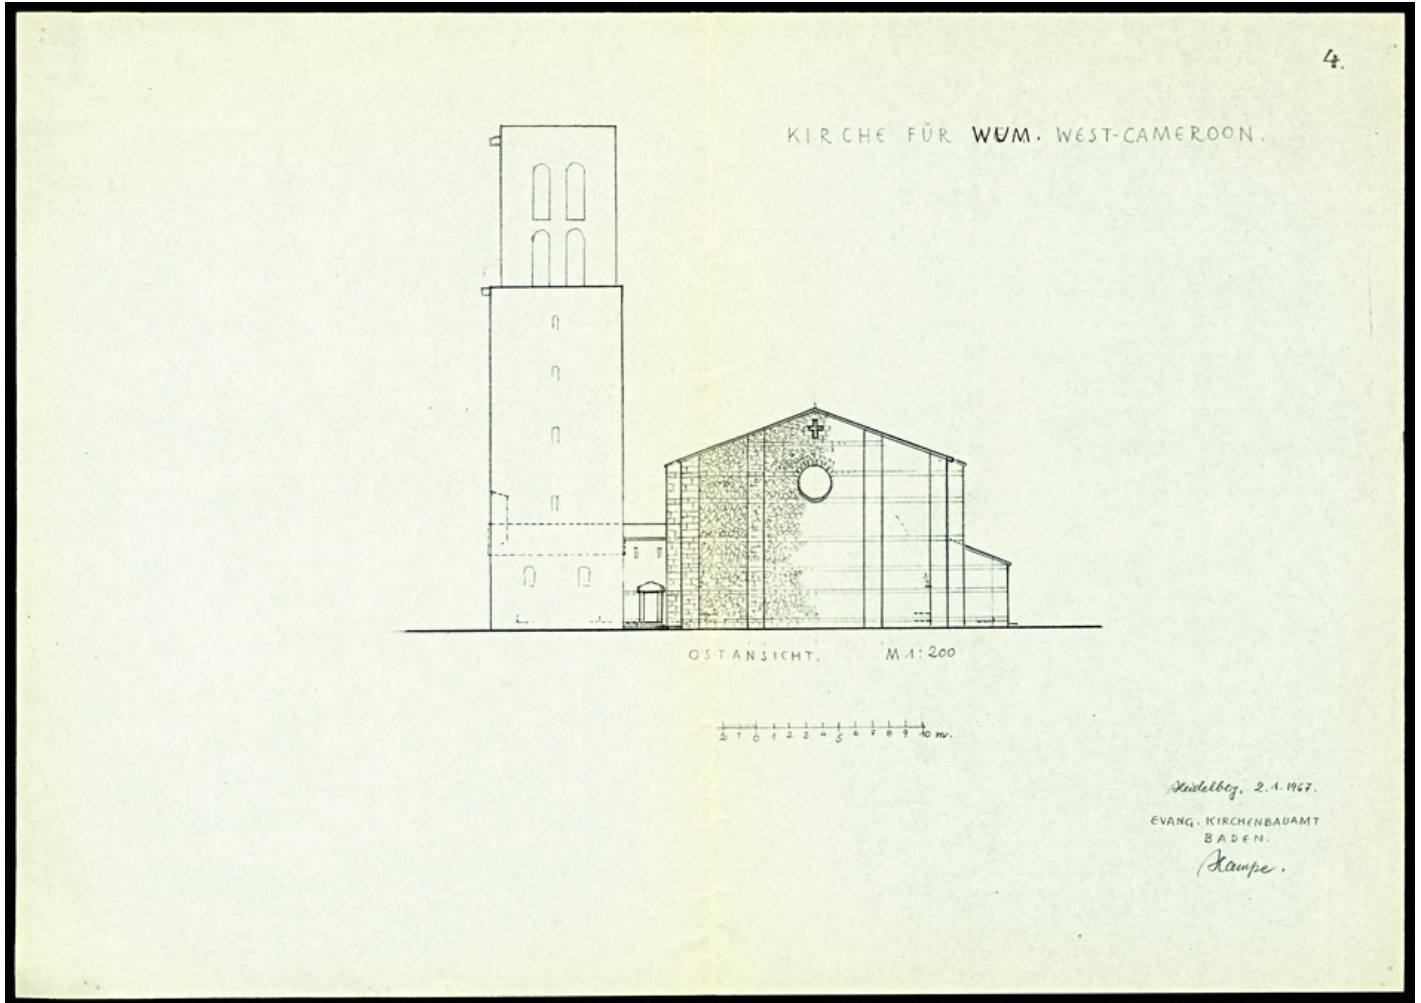 4.
KIRCHE FÜR WUM. WEST-CAMEROON.
OSTANSICHT. M 1:200
2 1 0 1 2 3 4 5 6 7 8 9 10 m.
Heidelberg, 2.1.1967.
EVANG. KIRCHENBAUAMT
BADEN.
Hampe.